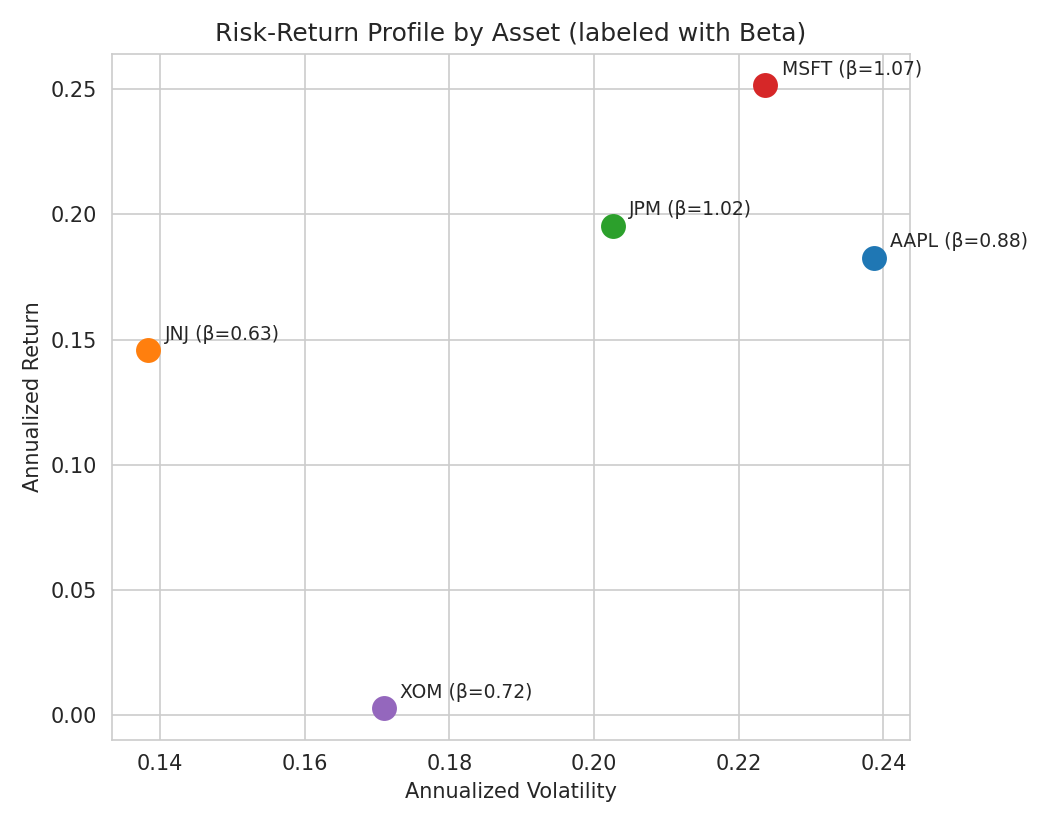 Risk-Return Profile by Asset (labeled with Beta)
MSFT (β=1.07)
0.25
JPM (β=1.02)
0.20
AAPL (β=0.88)
JNJ (β=0.63)
0.15
Annualized Return
0.10
0.05
XOM (β=0.72)
0.00
0.14 0.16 0.18 0.20 0.22 0.24
Annualized Volatility